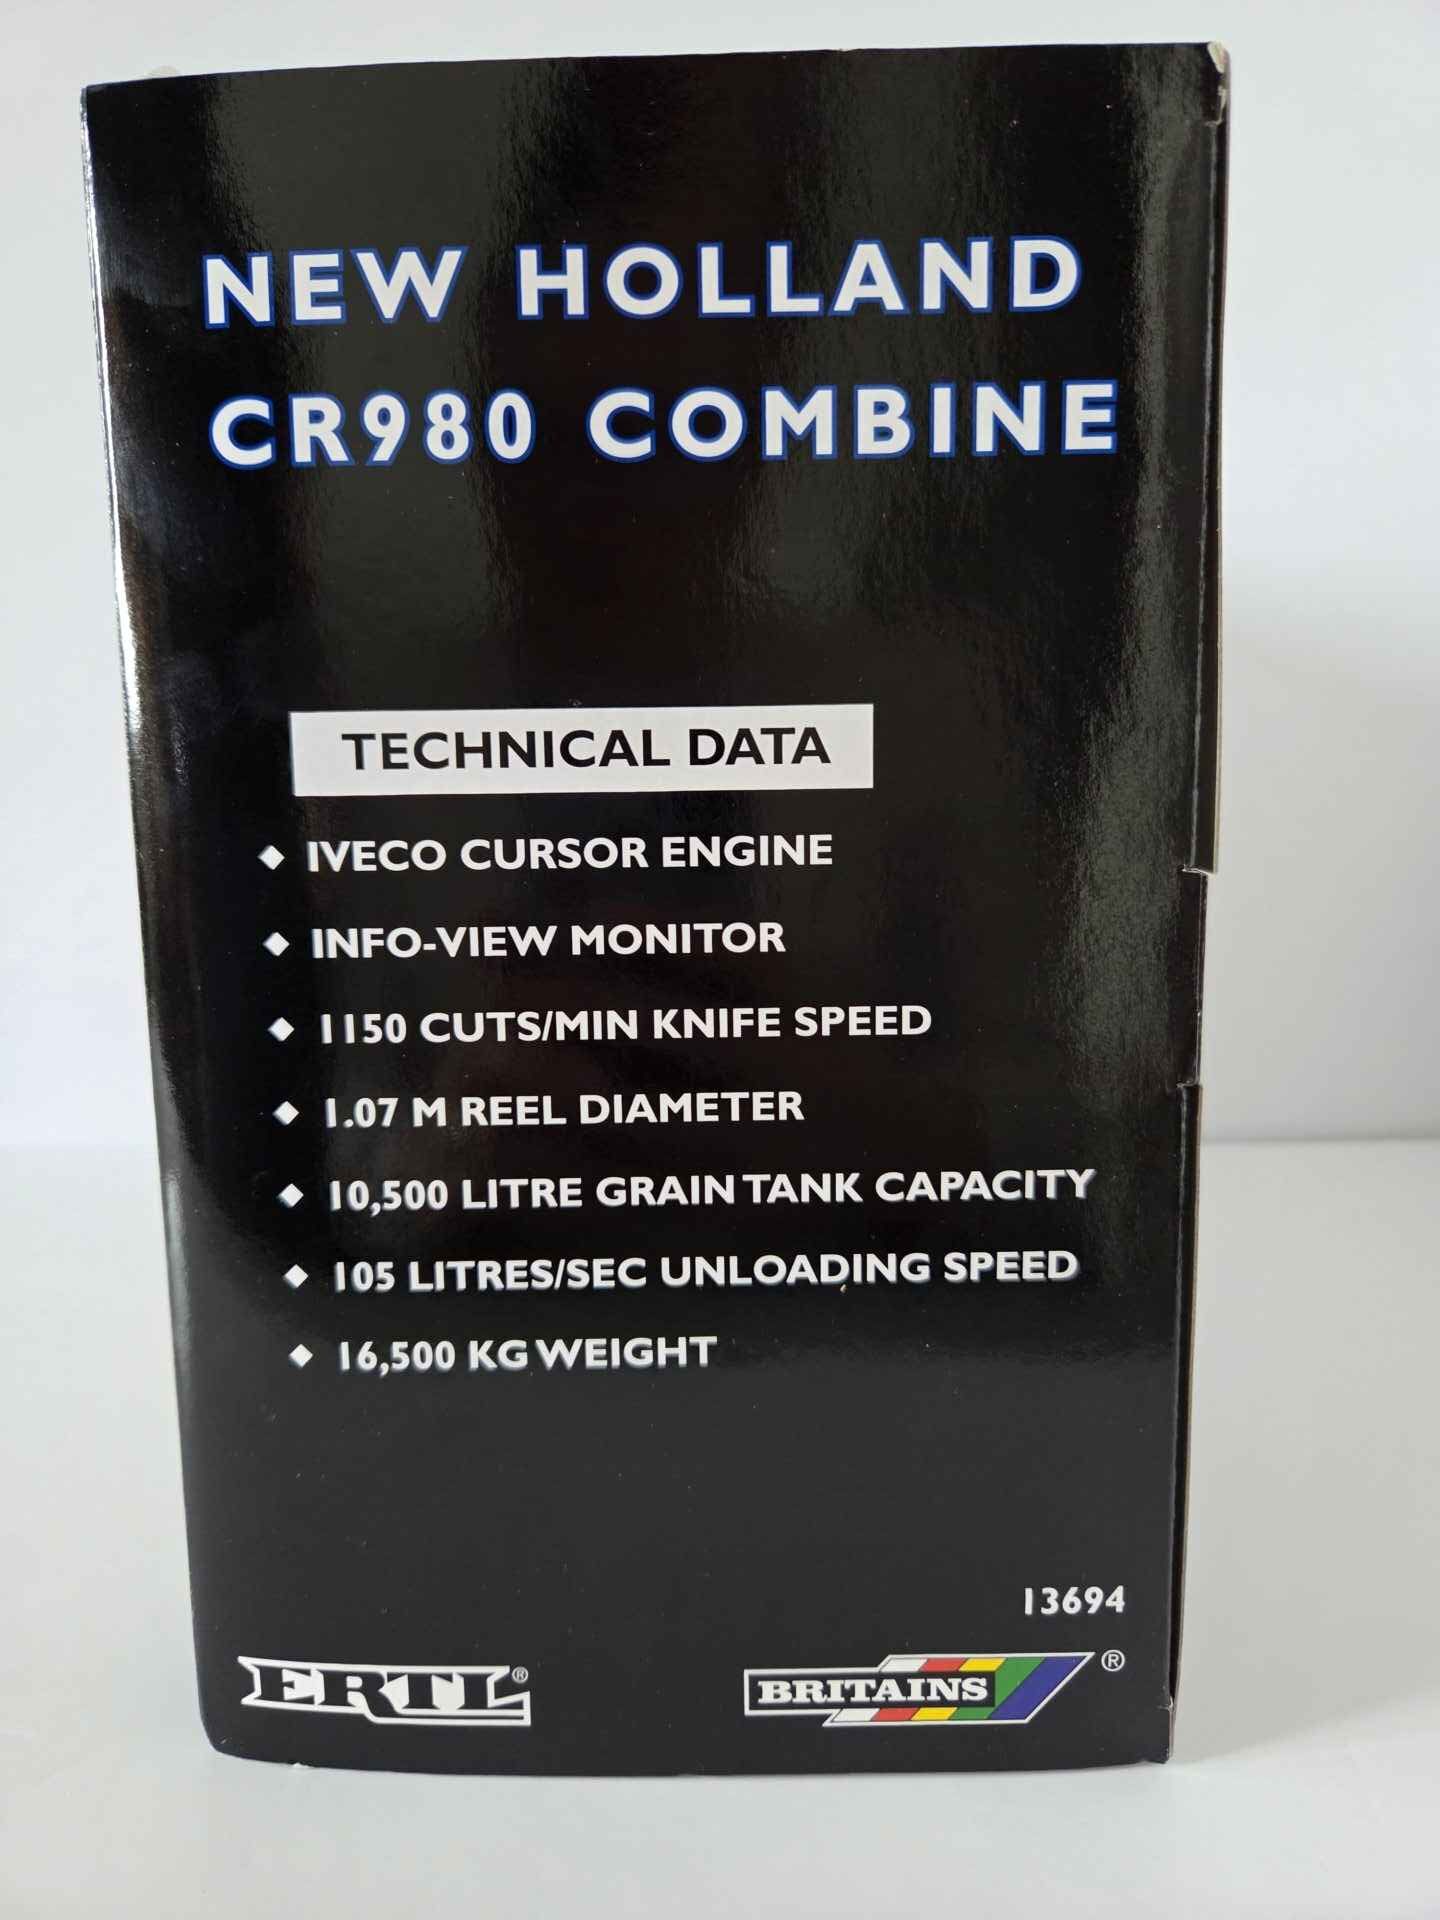 NEW HOLLAND
CR980 COMBINE
TECHNICAL DATA
◆ IVECO CURSOR ENGINE
◆ INFO-VIEW MONITOR
◆ 1150 CUTS/MIN KNIFE SPEED
◆ 1.07 M REEL DIAMETER
◆ 10,500 LITRE GRAIN TANK CAPACITY
◆ 105 LITRES/SEC UNLOADING SPEED
◆ 16,500 KG WEIGHT
13694
ERTL®
BRITAINS®